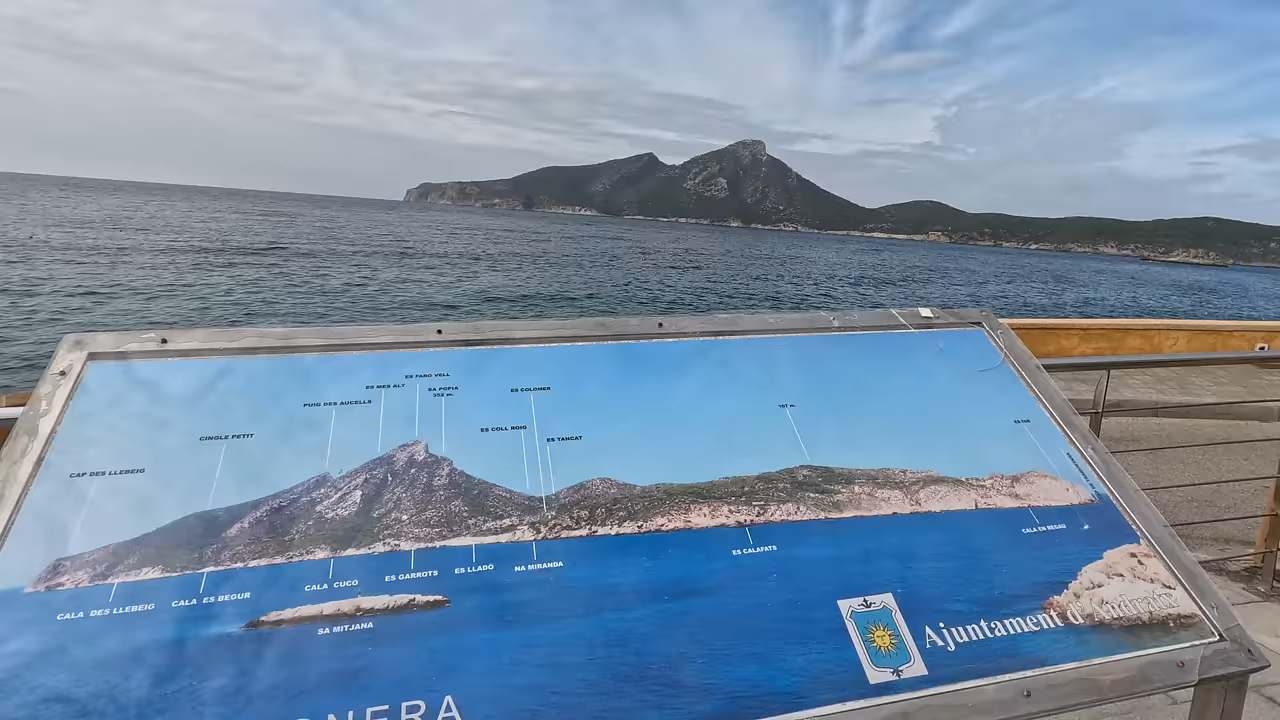 ES FARO VELL
ES MES ALT
SA POPIA
352 m.
ES COLOMER
PUIG DES AUCELLS
107 m.
ES COLL ROIG
CINGLE PETIT
ES TANCAT
CAP DES LLEBEIG
CALA EN REGAU
ES CALAFATS
NA MIRANDA
ES LLADÓ
ES GARROTS
CALA CUCÓ
CALA ES BEGUR
CALA DES LLEBEIG
SA MITJANA
Ajuntament d'Andratx